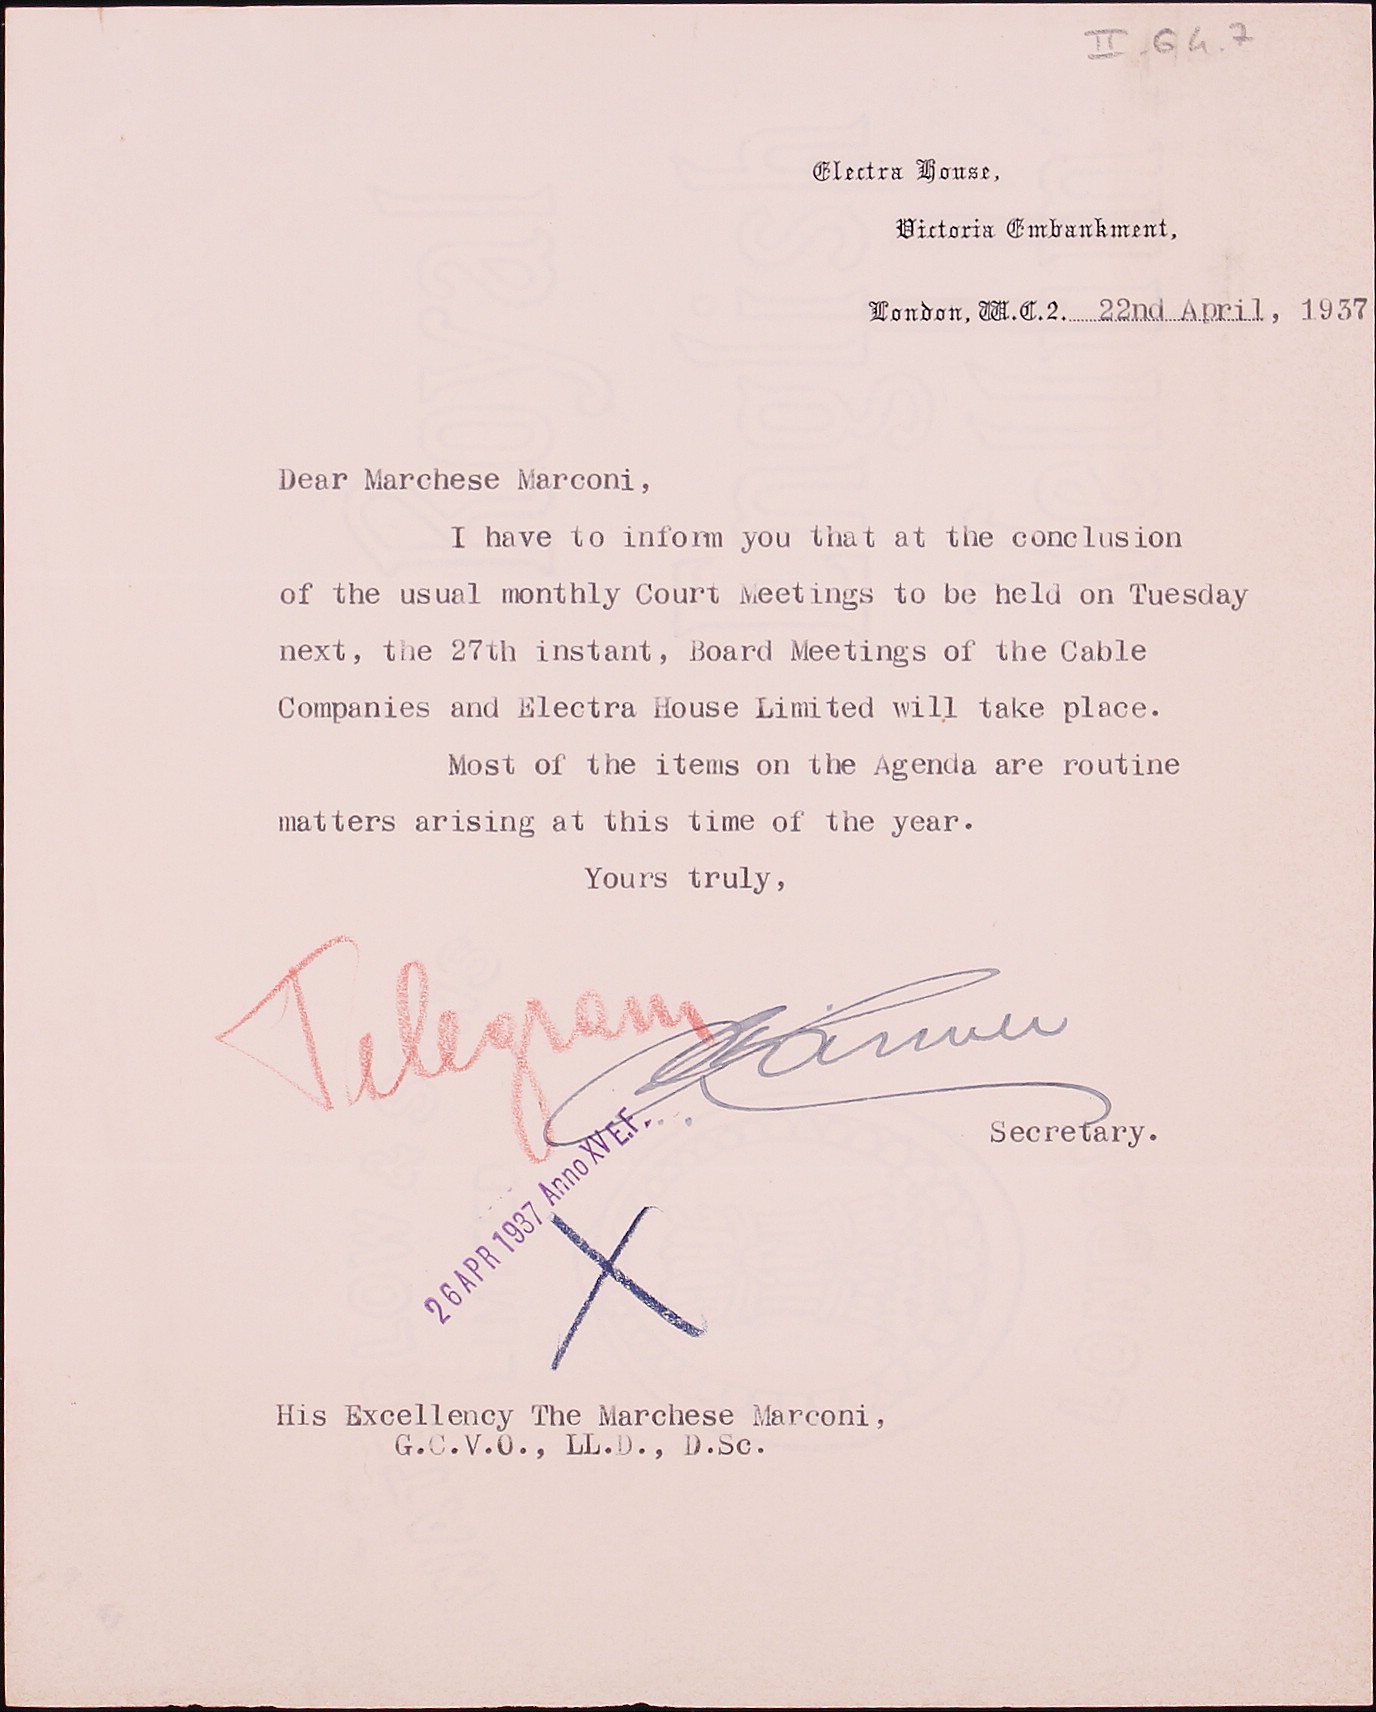 II.64.7
Electra House,
Victoria Embankment,
London, W.C.2. 22nd April, 1937
Dear Marchese Marconi,
I have to inform you that at the conclusion
of the usual monthly Court Meetings to be held on Tuesday
next, the 27th instant, Board Meetings of the Cable
Companies and Electra House Limited will take place.
Most of the items on the Agenda are routine
matters arising at this time of the year.
Yours truly,
Telegram
Secretary.
26 APR 1937 Anno XV E.F.
X
His Excellency The Marchese Marconi,
G.C.V.O., LL.D., D.Sc.